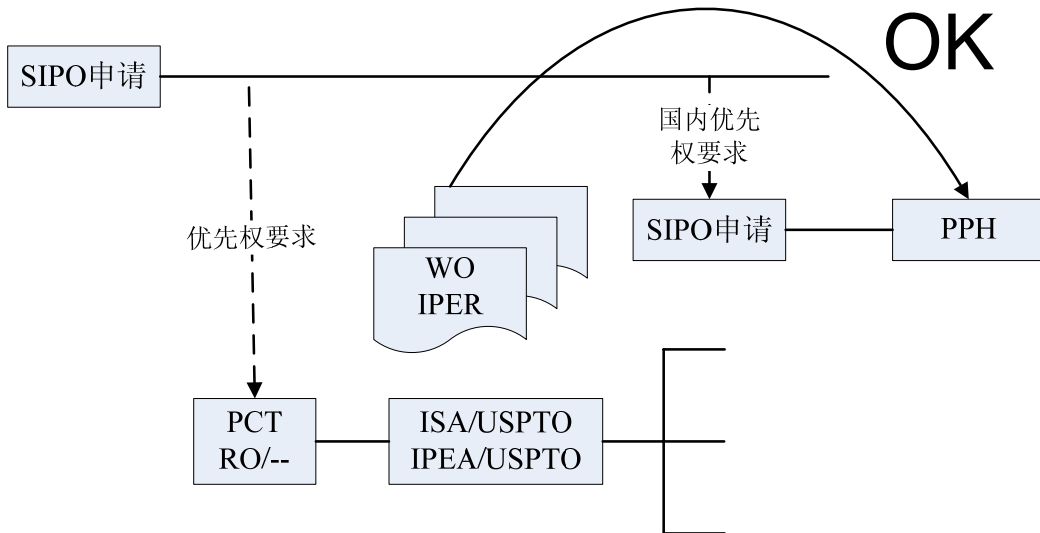 OK
SIPO申请
国内优先
权要求
优先权要求
SIPO申请
PPH
WO
IPER
PCT
RO/--
ISA/USPTO
IPEA/USPTO